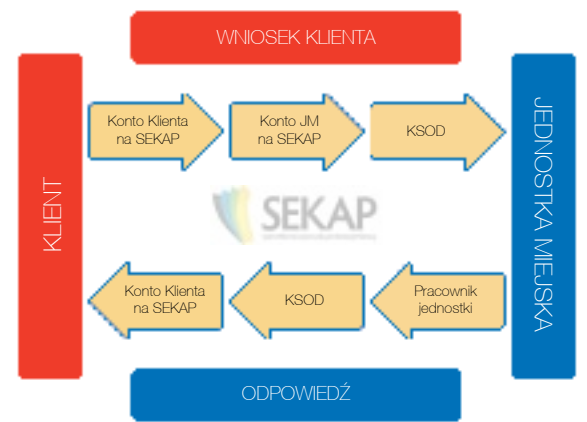 WNIOSEK KLIENTA
KLIENT
Konto Klienta
na SEKAP
Konto JM
na SEKAP
KSOD
JEDNOSTKA MIEJSKA
SEKAP
Konto Klienta
na SEKAP
KSOD
Pracownik
jednostki
ODPOWIEDŹ